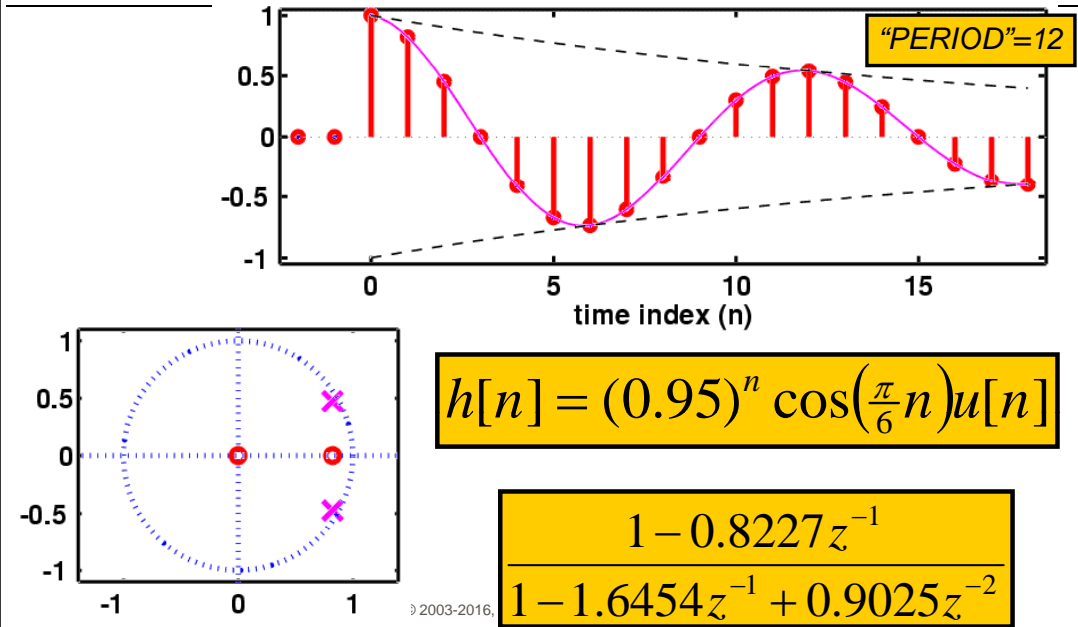 “PERIOD”=12
1
0.5
0
-0.5
-1
0 5 10 15
time index (n)
1
0.5
0
-0.5
-1
-1 0 1
h[n] = (0.95)^n cos(π/6 n)u[n]
1 − 0.8227z^−1
1 − 1.6454z^−1 + 0.9025z^−2
© 2003-2016,